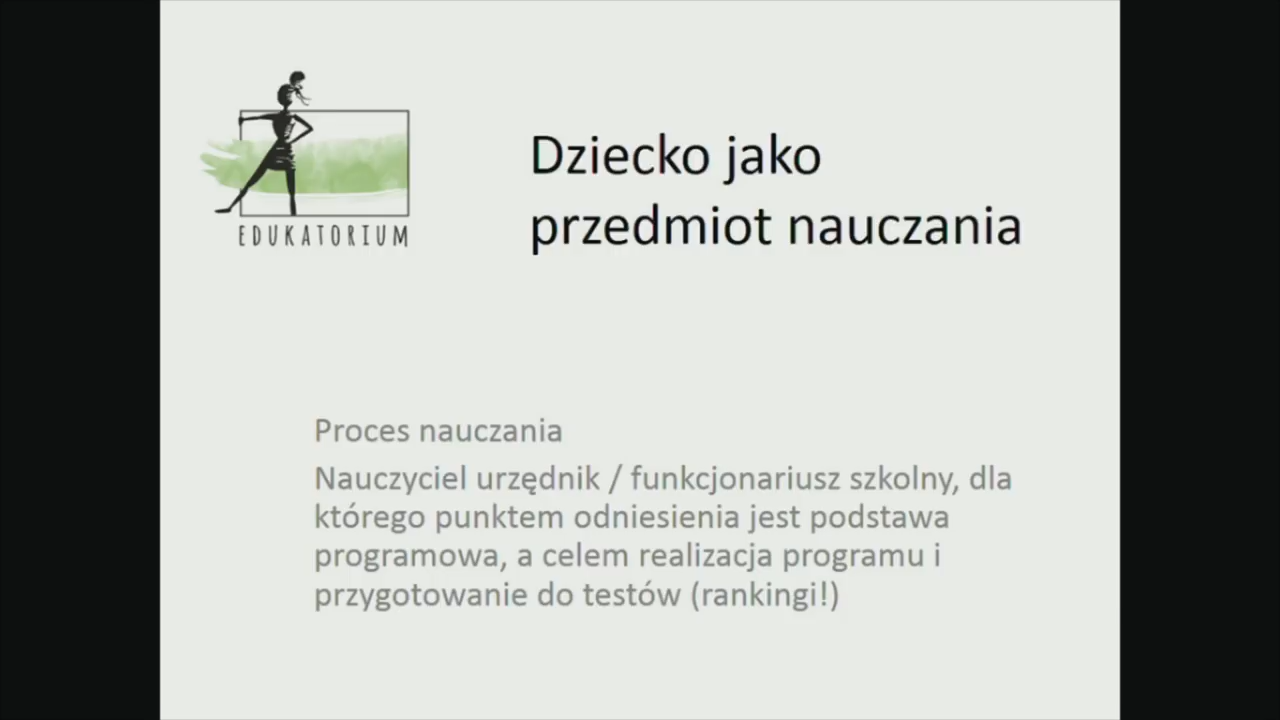 EDUKATORIUM
Dziecko jako
przedmiot nauczania
Proces nauczania
Nauczyciel urzędnik / funkcjonariusz szkolny, dla
którego punktem odniesienia jest podstawa
programowa, a celem realizacja programu i
przygotowanie do testów (rankingi!)